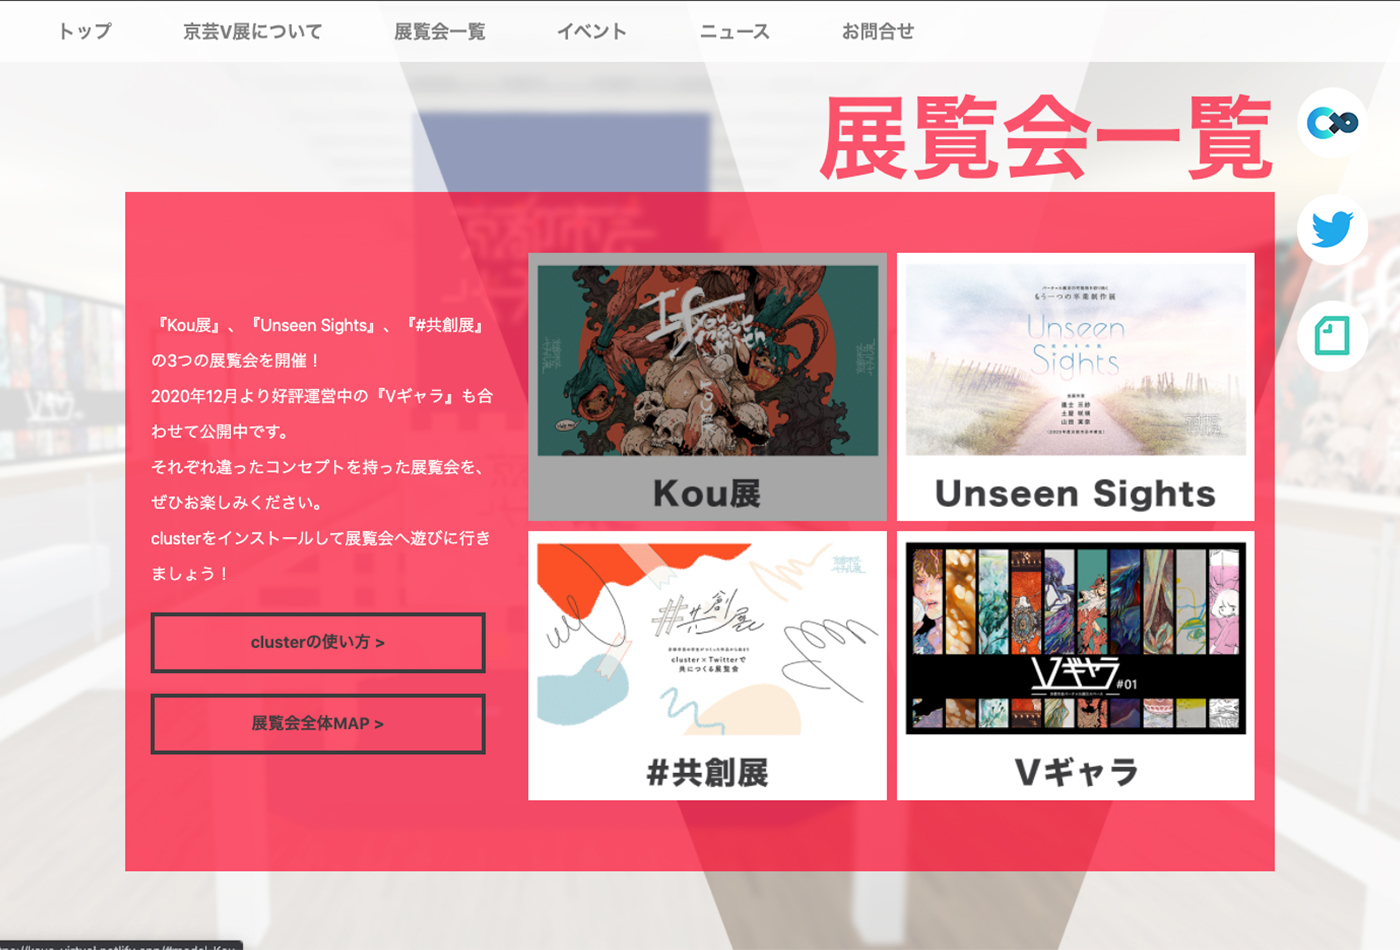 トップ
京芸V展について
展覧会一覧
イベント
ニュース
お問合せ
展覧会一覧
『Kou展』、『Unseen Sights』、『#共創展』
の3つの展覧会を開催！
2020年12月より好評運営中の『Vギャラ』も合
わせて公開中です。
それぞれ違ったコンセプトを持った展覧会を、
ぜひお楽しみください。
clusterをインストールして展覧会へ遊びに行き
ましょう！
clusterの使い方 >
展覧会全体MAP >
Kou展
もう一つの卒業制作展
Unseen
Sights
Unseen Sights
#共創展
cluster×Twitterで
共につくる展覧会
#共創展
Vギャラ
#01
Vギャラ